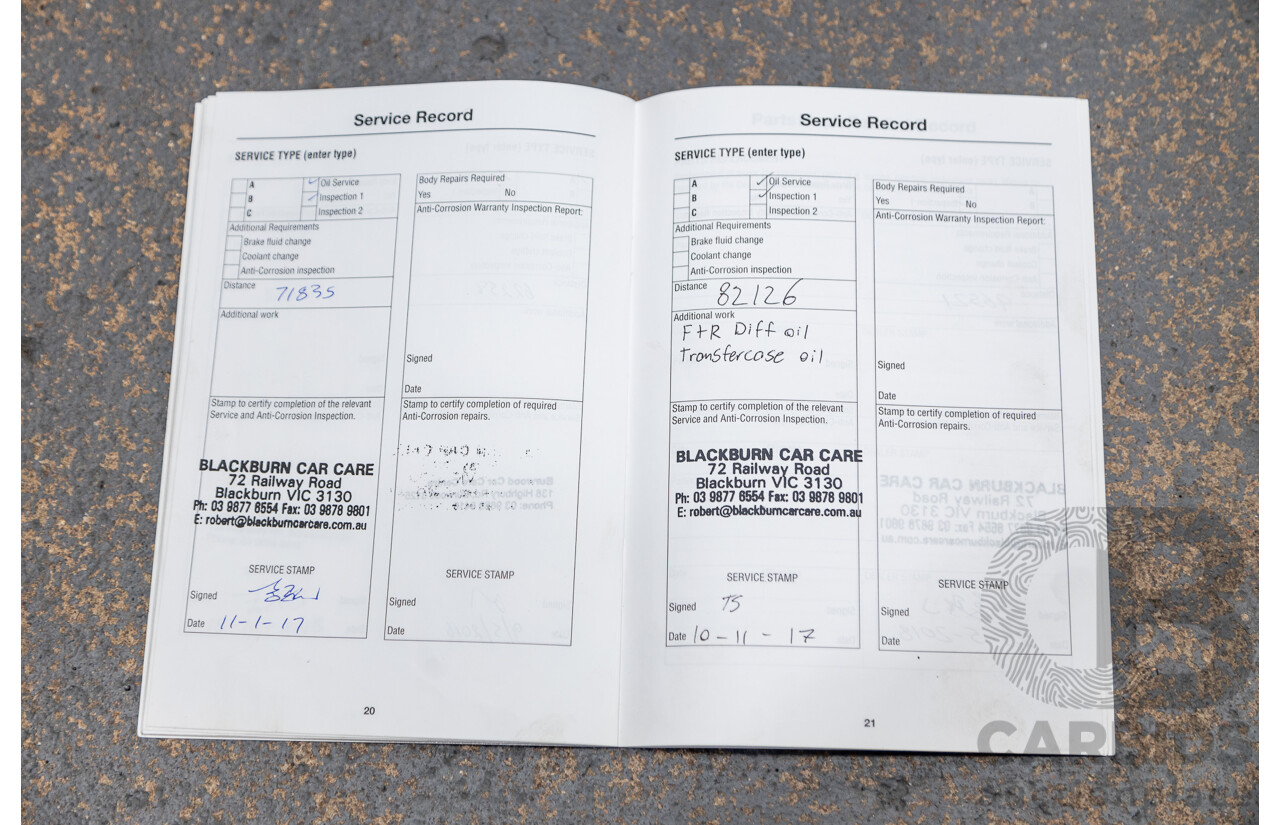 Service Record
SERVICE TYPE (enter type)
A
B
C
✓ Oil Service
✓ Inspection 1
Inspection 2
Additional Requirements
Brake fluid change
Coolant change
Anti-Corrosion inspection
Distance 71835
Additional work
Stamp to certify completion of the relevant
Service and Anti-Corrosion Inspection.
BLACKBURN CAR CARE
72 Railway Road
Blackburn VIC 3130
Ph: 03 9877 6554 Fax: 03 9878 9801
E: robert@blackburncarcare.com.au
SERVICE STAMP
Signed
Date 11-1-17
Body Repairs Required
Yes No
Anti-Corrosion Warranty Inspection Report:
Signed
Date
Stamp to certify completion of required
Anti-Corrosion repairs.
SERVICE STAMP
Signed
Date
20
Service Record
SERVICE TYPE (enter type)
A
B
C
✓ Oil Service
✓ Inspection 1
Inspection 2
Additional Requirements
Brake fluid change
Coolant change
Anti-Corrosion inspection
Distance 82126
Additional work
F+R Diff oil
Transfercase oil
Stamp to certify completion of the relevant
Service and Anti-Corrosion Inspection.
BLACKBURN CAR CARE
72 Railway Road
Blackburn VIC 3130
Ph: 03 9877 6554 Fax: 03 9878 9801
E: robert@blackburncarcare.com.au
SERVICE STAMP
Signed TS
Date 10-11-17
Body Repairs Required
Yes No
Anti-Corrosion Warranty Inspection Report:
Signed
Date
Stamp to certify completion of required
Anti-Corrosion repairs.
SERVICE STAMP
Signed
Date
21